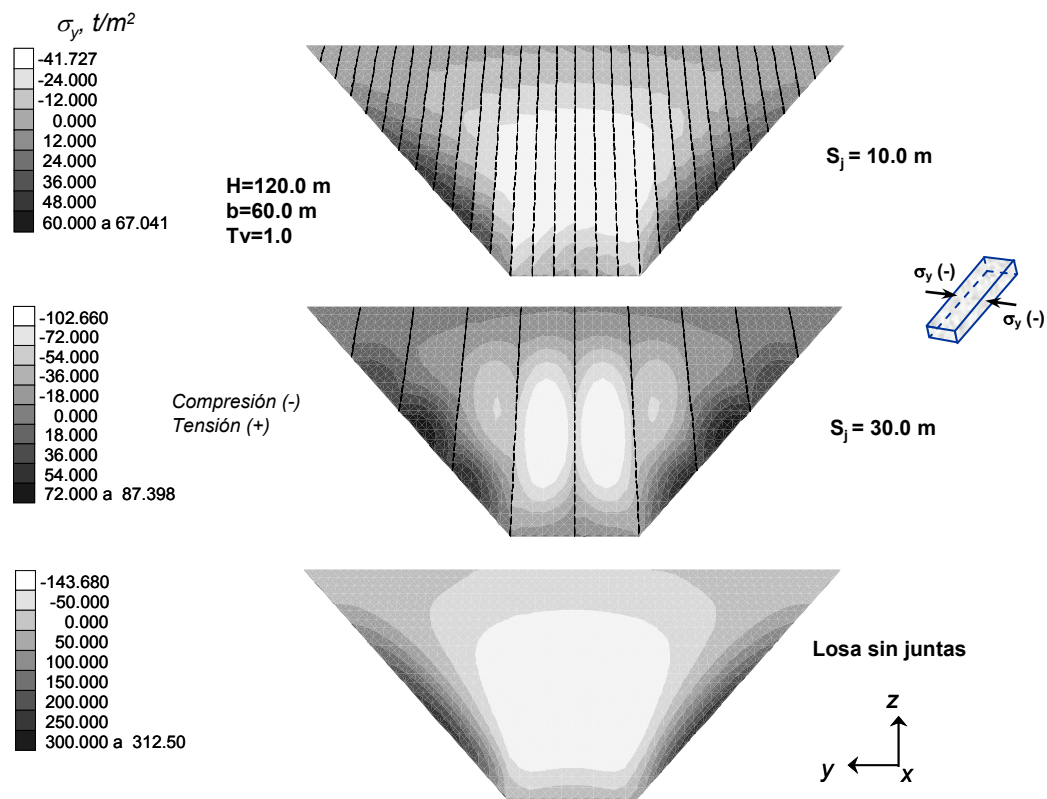 σy, t/m²
-41.727
-24.000
-12.000
0.000
12.000
24.000
36.000
48.000
60.000 a 67.041
H=120.0 m
b=60.0 m
Tv=1.0
Sj = 10.0 m
σy (-)
σy (-)
-102.660
-72.000
-54.000
-36.000
-18.000
0.000
18.000
36.000
54.000
72.000 a 87.398
Compresión (-)
Tensión (+)
Sj = 30.0 m
-143.680
-50.000
0.000
50.000
100.000
150.000
200.000
250.000
300.000 a 312.50
Losa sin juntas
z
y
x